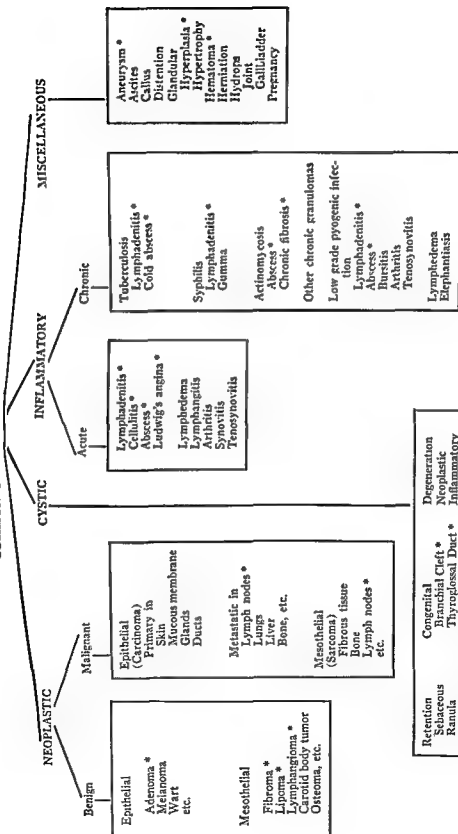 NEOPLASTIC
CYSTIC
INFLAMMATORY
MISCELLANEOUS
Benign
Malignant
Acute
Chronic
Epithelial
Adenoma *
Melanoma
Wart
etc.
Mesothelial
Fibroma *
Lipoma *
Lymphangioma *
Carotid body tumor
Osteoma, etc.
Epithelial
(Carcinoma)
Primary in
Skin
Mucous membrane
Glands
Ducts
Metastatic in
Lymph nodes *
Lungs
Liver
Bone, etc.
Mesothelial
(Sarcoma)
Fibrous tissue
Bone
Lymph nodes *
etc.
Retention
Sebaceous
Ranula
Congenital
Branchial Cleft *
Thyroglossal Duct *
Degeneration
Neoplastic
Inflammatory
Lymphadenitis *
Cellulitis *
Abscess *
Ludwig's angina *
Lymphedema
Lymphangitis
Arthritis
Synovitis
Tenosynovitis
Tuberculosis
Lymphadenitis *
Cold abscess *
Syphilis
Lymphadenitis *
Gumma
Actinomycosis
Abscess *
Chronic fibrosis *
Other chronic granulomas
Low grade pyogenic infec-
tion
Lymphadenitis *
Abscess *
Bursitis
Arthritis
Tenosynovitis
Lymphedema
Elephantiasis
Aneurysm *
Ascites
Callus
Distention
Glandular
Hyperplasia *
Hypertrophy
Hematoma *
Herniation
Hydrops
Joint
GallBladder
Pregnancy